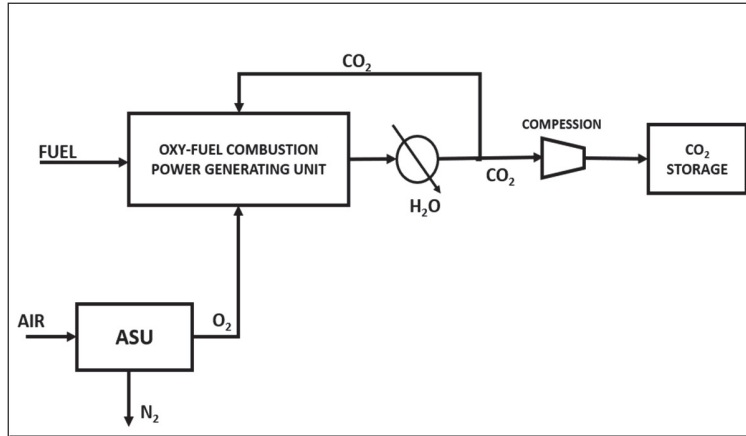 CO₂
FUEL
OXY-FUEL COMBUSTION
POWER GENERATING UNIT
H₂O
CO₂
COMPESSION
CO₂
STORAGE
AIR
ASU
O₂
N₂